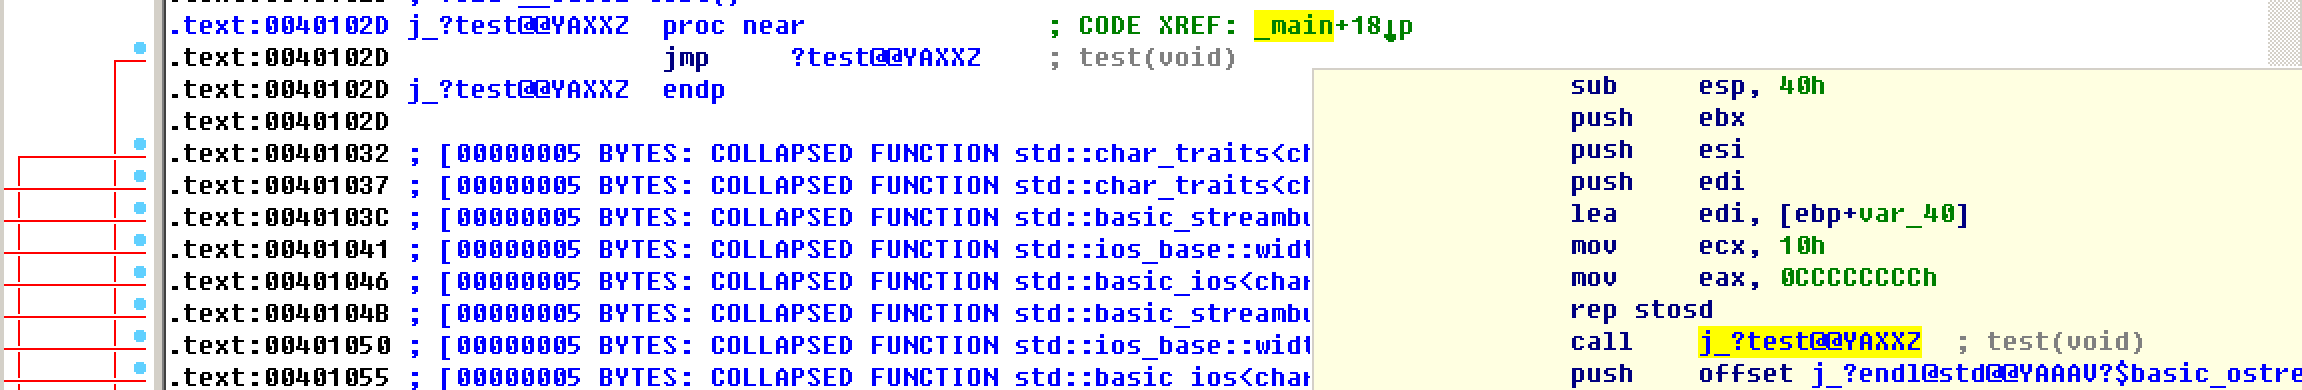 .text:0040102D j_?test@@YAXXZ proc near ; CODE XREF: _main+18↓p
.text:0040102D jmp ?test@@YAXXZ ; test(void)
.text:0040102D j_?test@@YAXXZ endp
.text:0040102D
.text:00401032 ; [00000005 BYTES: COLLAPSED FUNCTION std::char_traits<ch
.text:00401037 ; [00000005 BYTES: COLLAPSED FUNCTION std::char_traits<ch
.text:0040103C ; [00000005 BYTES: COLLAPSED FUNCTION std::basic_streambu
.text:00401041 ; [00000005 BYTES: COLLAPSED FUNCTION std::ios_base::widt
.text:00401046 ; [00000005 BYTES: COLLAPSED FUNCTION std::basic_ios<char
.text:0040104B ; [00000005 BYTES: COLLAPSED FUNCTION std::basic_streambu
.text:00401050 ; [00000005 BYTES: COLLAPSED FUNCTION std::ios_base::widt
.text:00401055 ; [00000005 BYTES: COLLAPSED FUNCTION std::basic_ios<char
sub esp, 40h
push ebx
push esi
push edi
lea edi, [ebp+var_40]
mov ecx, 10h
mov eax, 0CCCCCCCCh
rep stosd
call j_?test@@YAXXZ ; test(void)
push offset j_?endl@std@@YAAAV?$basic_ostre